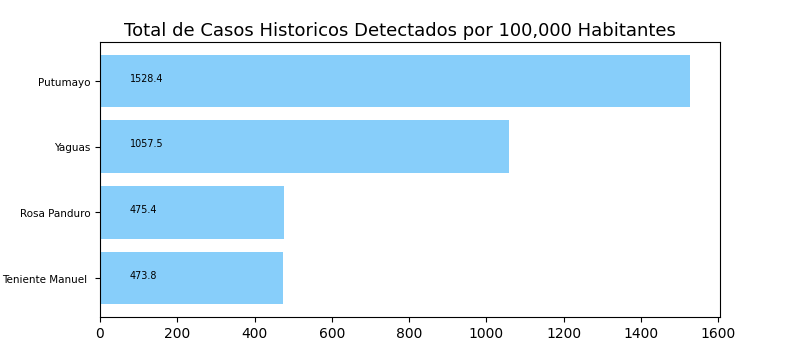 Total de Casos Historicos Detectados por 100,000 Habitantes
Putumayo
1528.4
Yaguas
1057.5
Rosa Panduro
475.4
Teniente Manuel
473.8
0 200 400 600 800 1000 1200 1400 1600